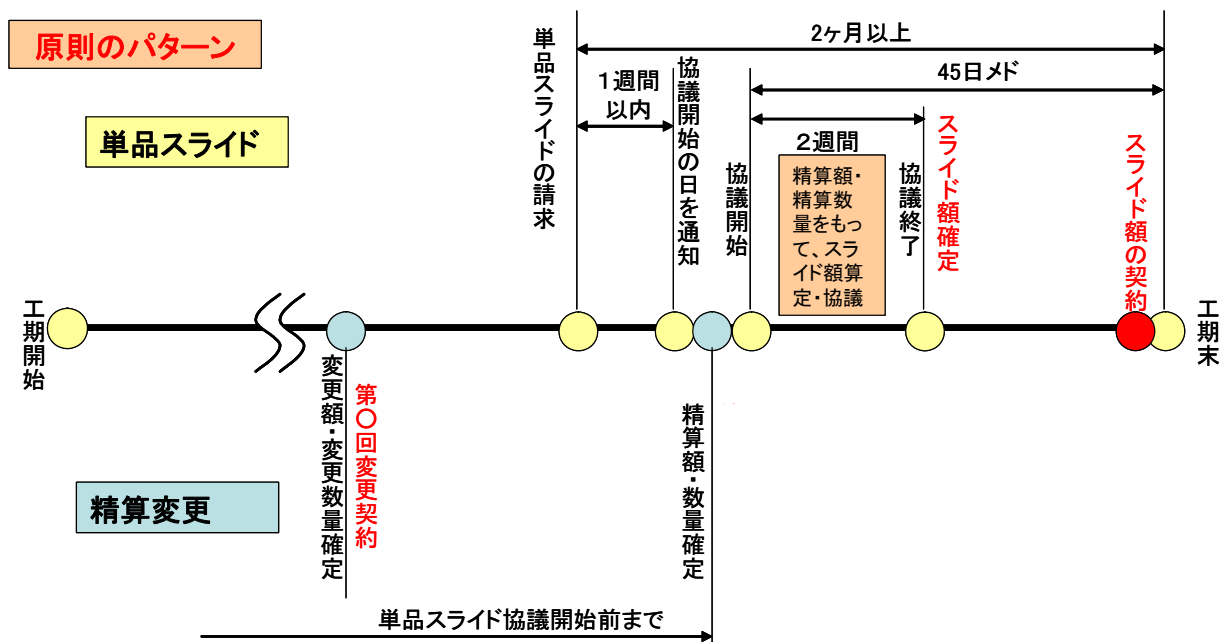 原則のパターン
単品スライド
単品スライドの請求
2ヶ月以上
1週間
以内
協議開始の日を通知
45日メド
協議開始
2週間
精算額・
精算数
量をもっ
て、スラ
イド額算
定・協議
協議終了
スライド額確定
スライド額の契約
工期開始
工期末
変更額・変更数量確定
第〇回変更契約
精算額・数量確定
精算変更
単品スライド協議開始前まで